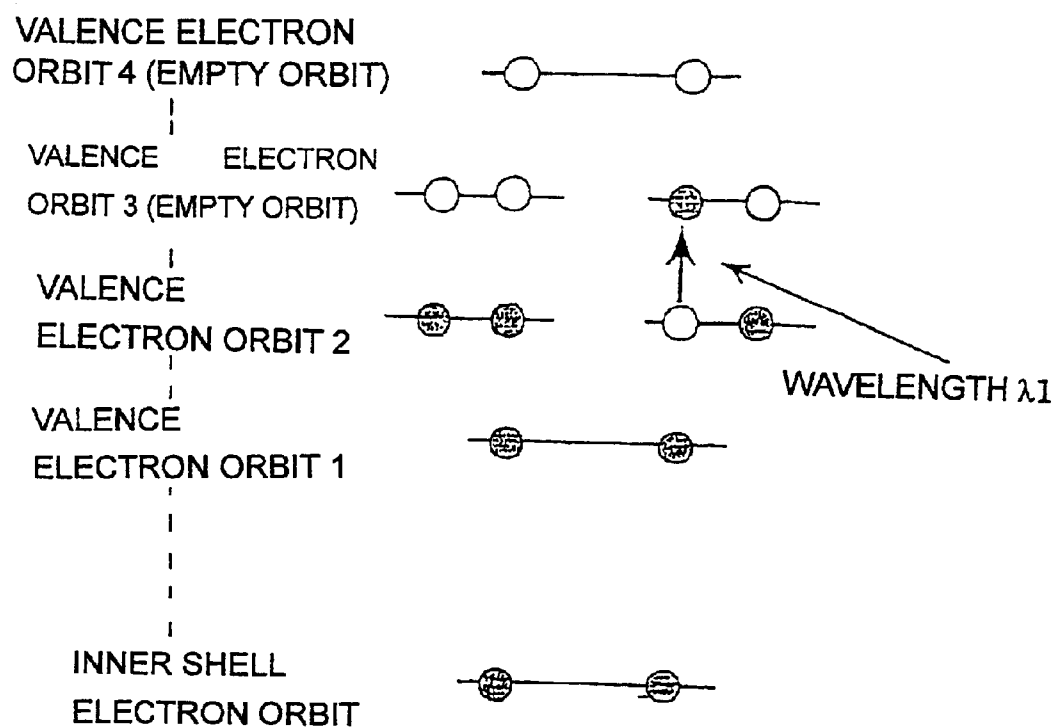 VALENCE ELECTRON
ORBIT 4 (EMPTY ORBIT)
VALENCE ELECTRON
ORBIT 3 (EMPTY ORBIT)
VALENCE
ELECTRON ORBIT 2
WAVELENGTH λ1
VALENCE
ELECTRON ORBIT 1
INNER SHELL
ELECTRON ORBIT